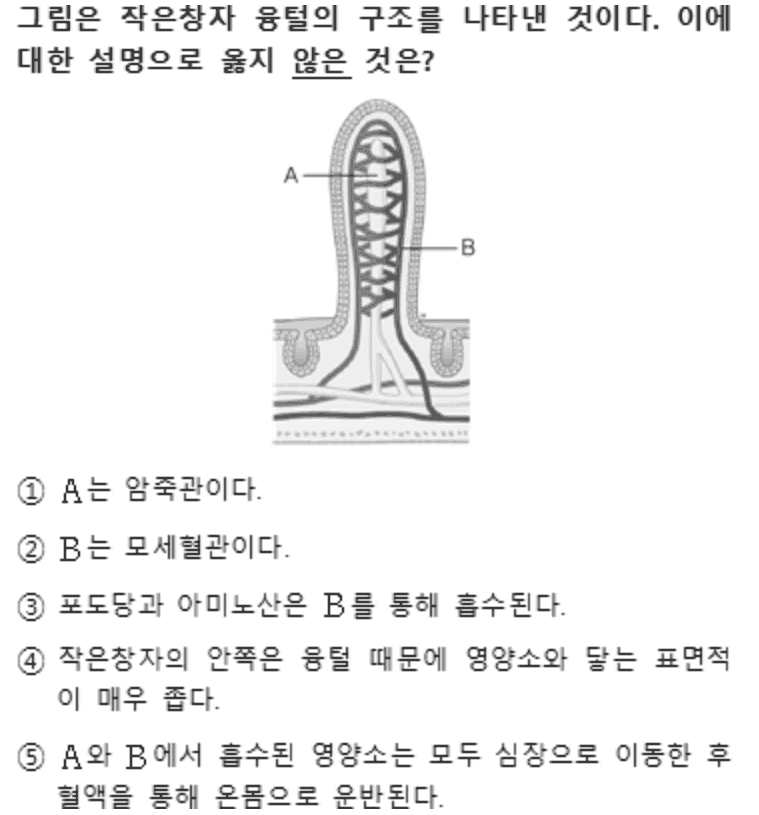 그림은 작은창자 융털의 구조를 나타낸 것이다. 이에
대한 설명으로 옳지 않은 것은?
A
B
① A는 암죽관이다.
② B는 모세혈관이다.
③ 포도당과 아미노산은 B를 통해 흡수된다.
④ 작은창자의 안쪽은 융털 때문에 영양소와 닿는 표면적
이 매우 좁다.
⑤ A와 B에서 흡수된 영양소는 모두 심장으로 이동한 후
혈액을 통해 온몸으로 운반된다.